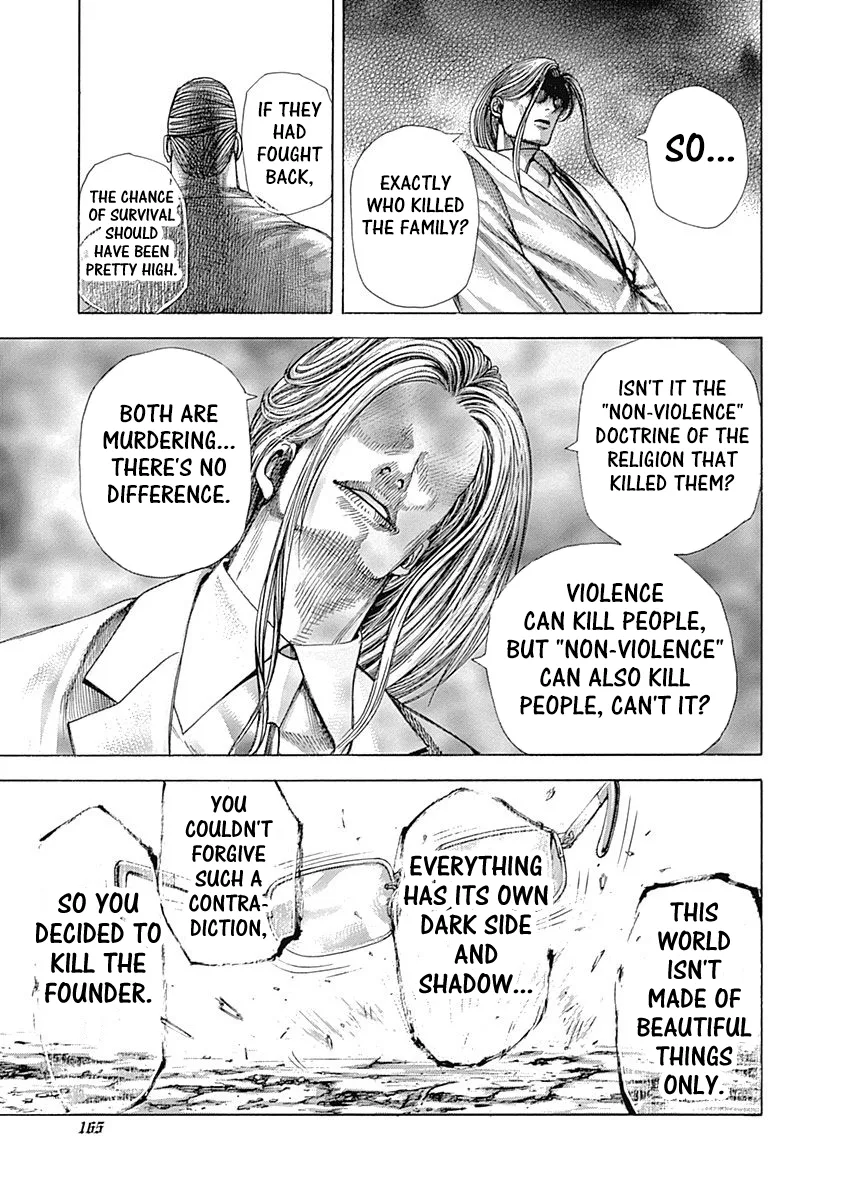 SO...
EXACTLY
WHO KILLED
THE FAMILY?
IF THEY
HAD
FOUGHT
BACK,
THE CHANCE
OF SURVIVAL
SHOULD
HAVE BEEN
PRETTY HIGH.
ISN'T IT THE
"NON-VIOLENCE"
DOCTRINE OF THE
RELIGION THAT
KILLED THEM?
VIOLENCE
CAN KILL PEOPLE,
BUT "NON-VIOLENCE"
CAN ALSO KILL
PEOPLE, CAN'T IT?
BOTH ARE
MURDERING...
THERE'S NO
DIFFERENCE.
THIS
WORLD
ISN'T
MADE OF
BEAUTIFUL
THINGS
ONLY.
EVERYTHING
HAS ITS OWN
DARK SIDE
AND
SHADOW...
YOU
COULDN'T
FORGIVE
SUCH A
CONTRA-
DICTION,
SO YOU
DECIDED TO
KILL THE
FOUNDER.
165